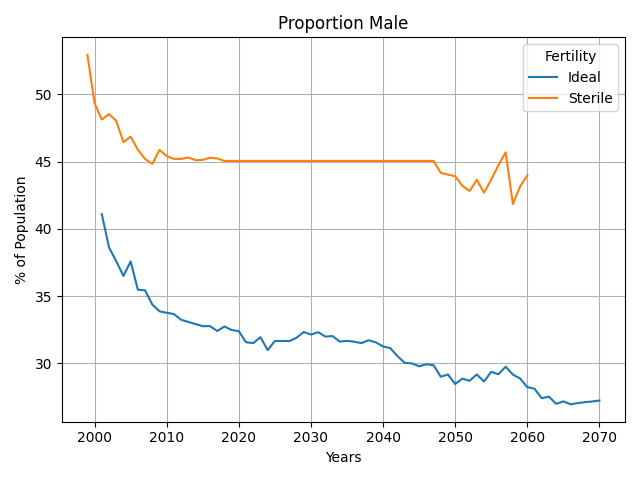 Proportion Male
Fertility
Ideal
Sterile
% of Population
50
45
40
35
30
2000 2010 2020 2030 2040 2050 2060 2070
Years